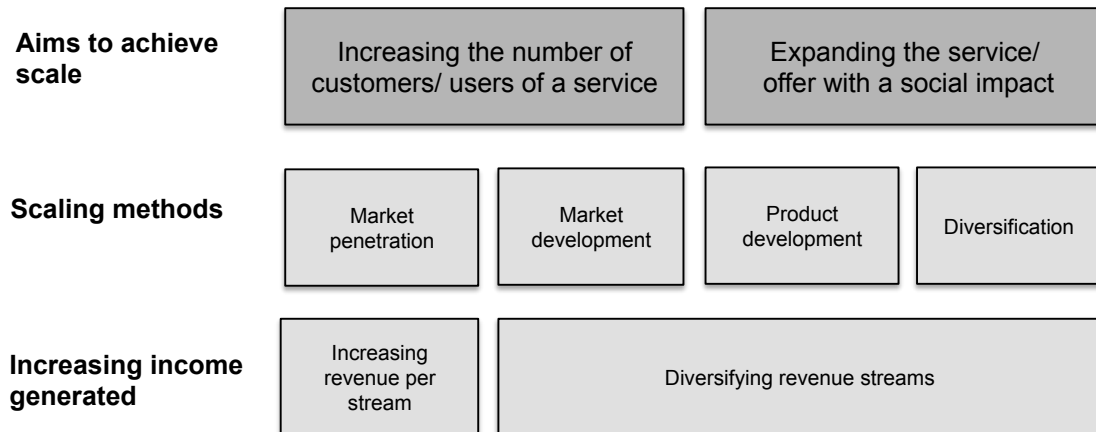 Aims to achieve
scale
Increasing the number of
customers/ users of a service
Expanding the service/
offer with a social impact
Scaling methods
Market
penetration
Market
development
Product
development
Diversification
Increasing income
generated
Increasing
revenue per
stream
Diversifying revenue streams